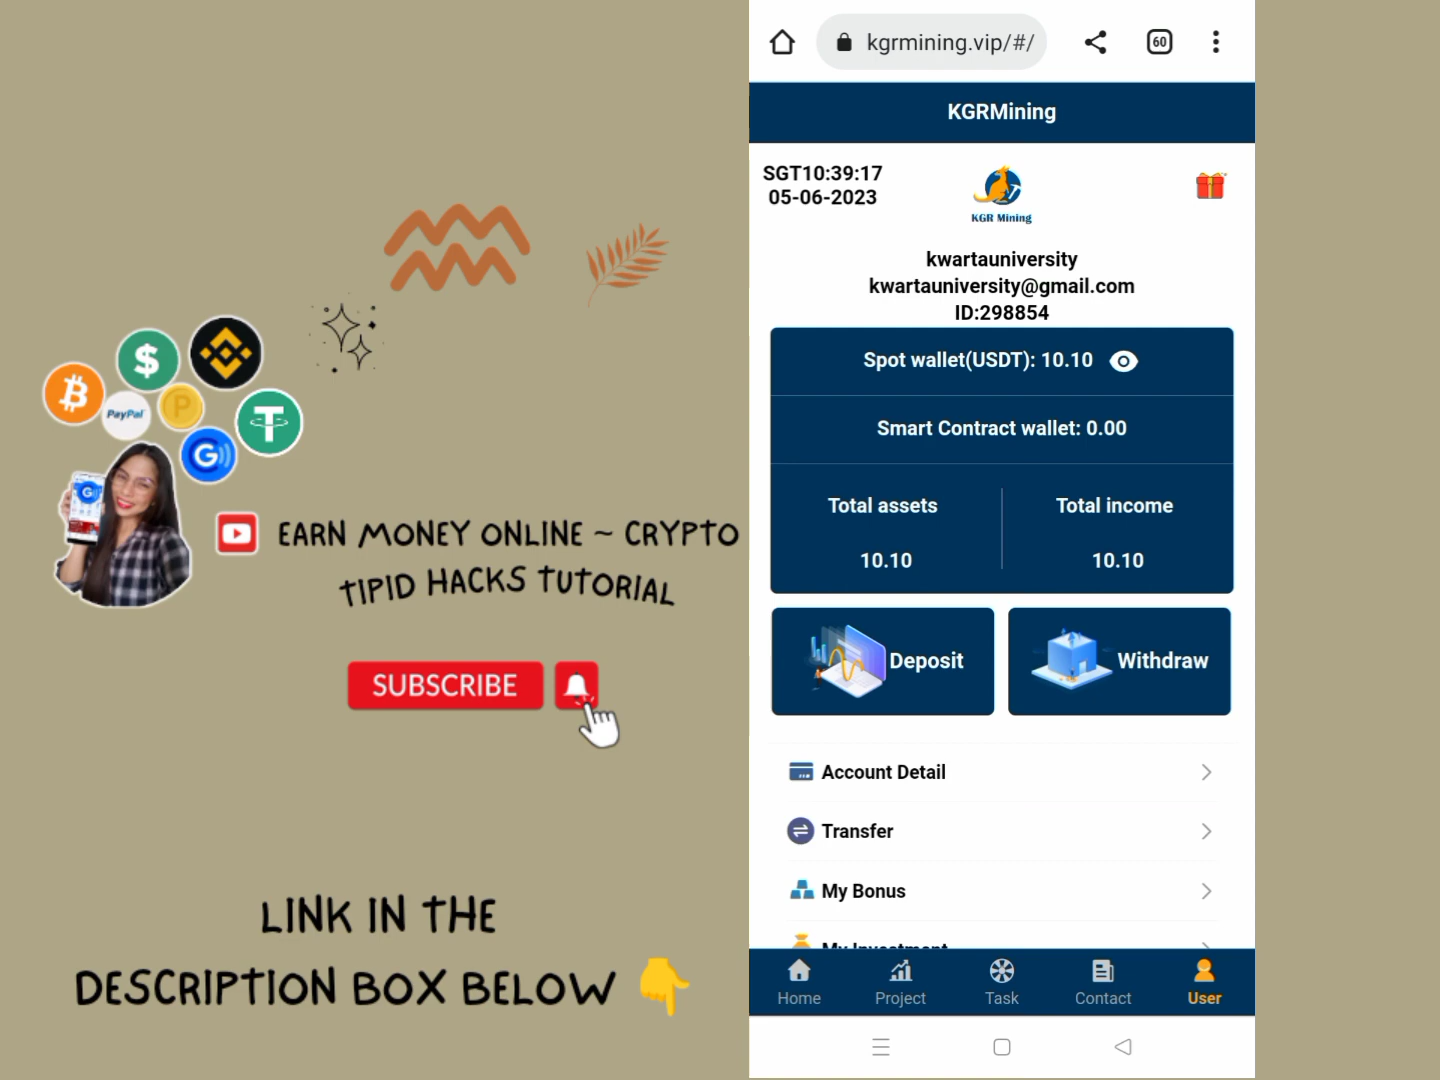 PayPal
EARN MONEY ONLINE ~ CRYPTO
TIPID HACKS TUTORIAL
SUBSCRIBE
LINK IN THE
DESCRIPTION BOX BELOW
60
kgrmining.vip/#/
KGRMining
SGT10:39:17
05-06-2023
KGR Mining
kwartauniversity
kwartauniversity@gmail.com
ID:298854
Spot wallet(USDT): 10.10
Smart Contract wallet: 0.00
Total assets
Total income
10.10
10.10
Deposit
Withdraw
Account Detail
Transfer
My Bonus
My Investment
Home
Project
Task
Contact
User